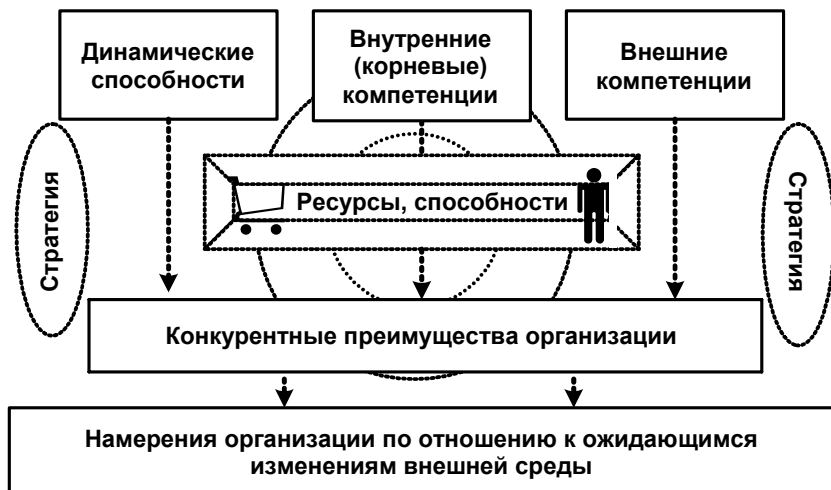 Динамические
способности
Внутренние
(корневые)
компетенции
Внешние
компетенции
Стратегия
Ресурсы, способности
Стратегия
Конкурентные преимущества организации
Намерения организации по отношению к ожидающимся
изменениям внешней среды